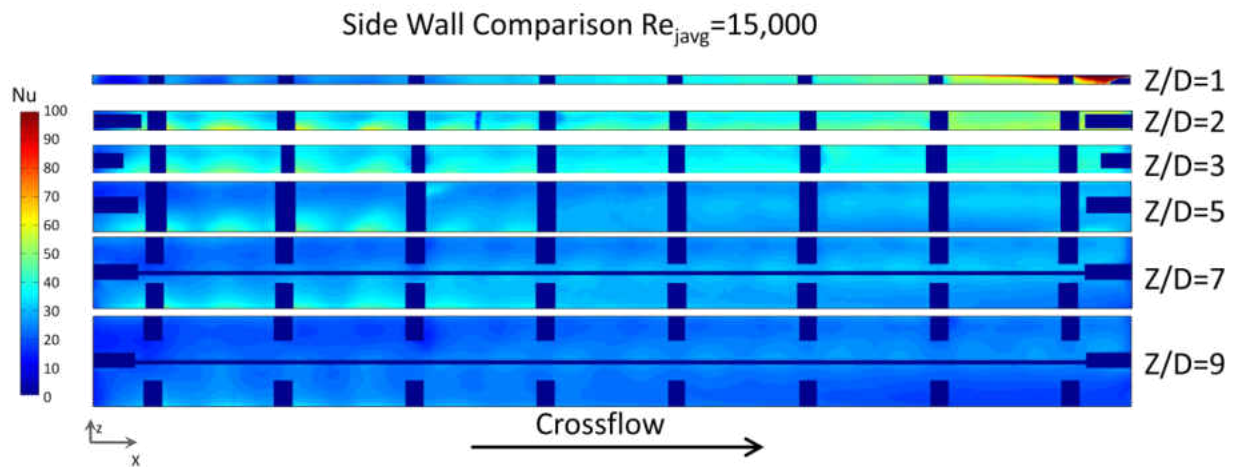 Side Wall Comparison Re_javg=15,000
Z/D=1
Nu
100
90
80
70
60
50
40
30
20
10
0
Z/D=2
Z/D=3
Z/D=5
Z/D=7
Z/D=9
Crossflow
z
x